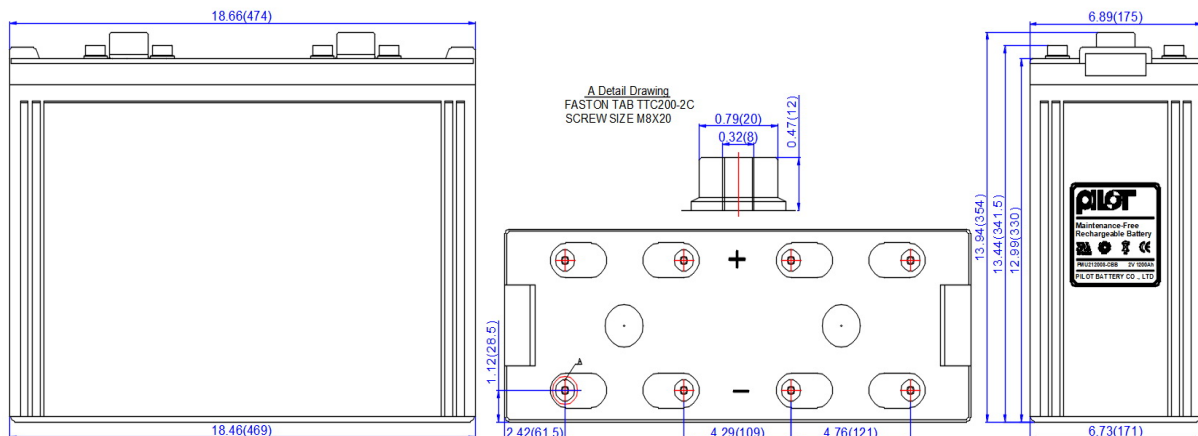 18.66(474)
6.89(175)
A Detail Drawing
FASTON TAB TTC200-2C
SCREW SIZE M8X20
0.79(20)
0.32(8)
0.47(12)
13.94(354)
13.44(341.5)
12.99(330)
PILOT
Maintenance-Free
Rechargeable Battery
CE
2V 1200Ah
PILOT BATTERY CO ., LTD
+
A
1.12(28.5)
−
18.46(469)
2.42(61.5)
4.29(109)
4.76(121)
6.73(171)